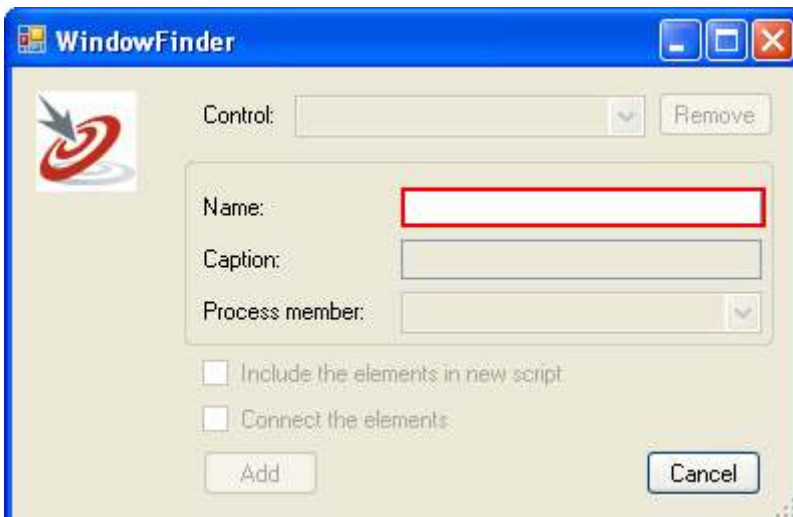 WindowFinder
Control:
Remove
Name:
Caption:
Process member:
Include the elements in new script
Connect the elements
Add
Cancel